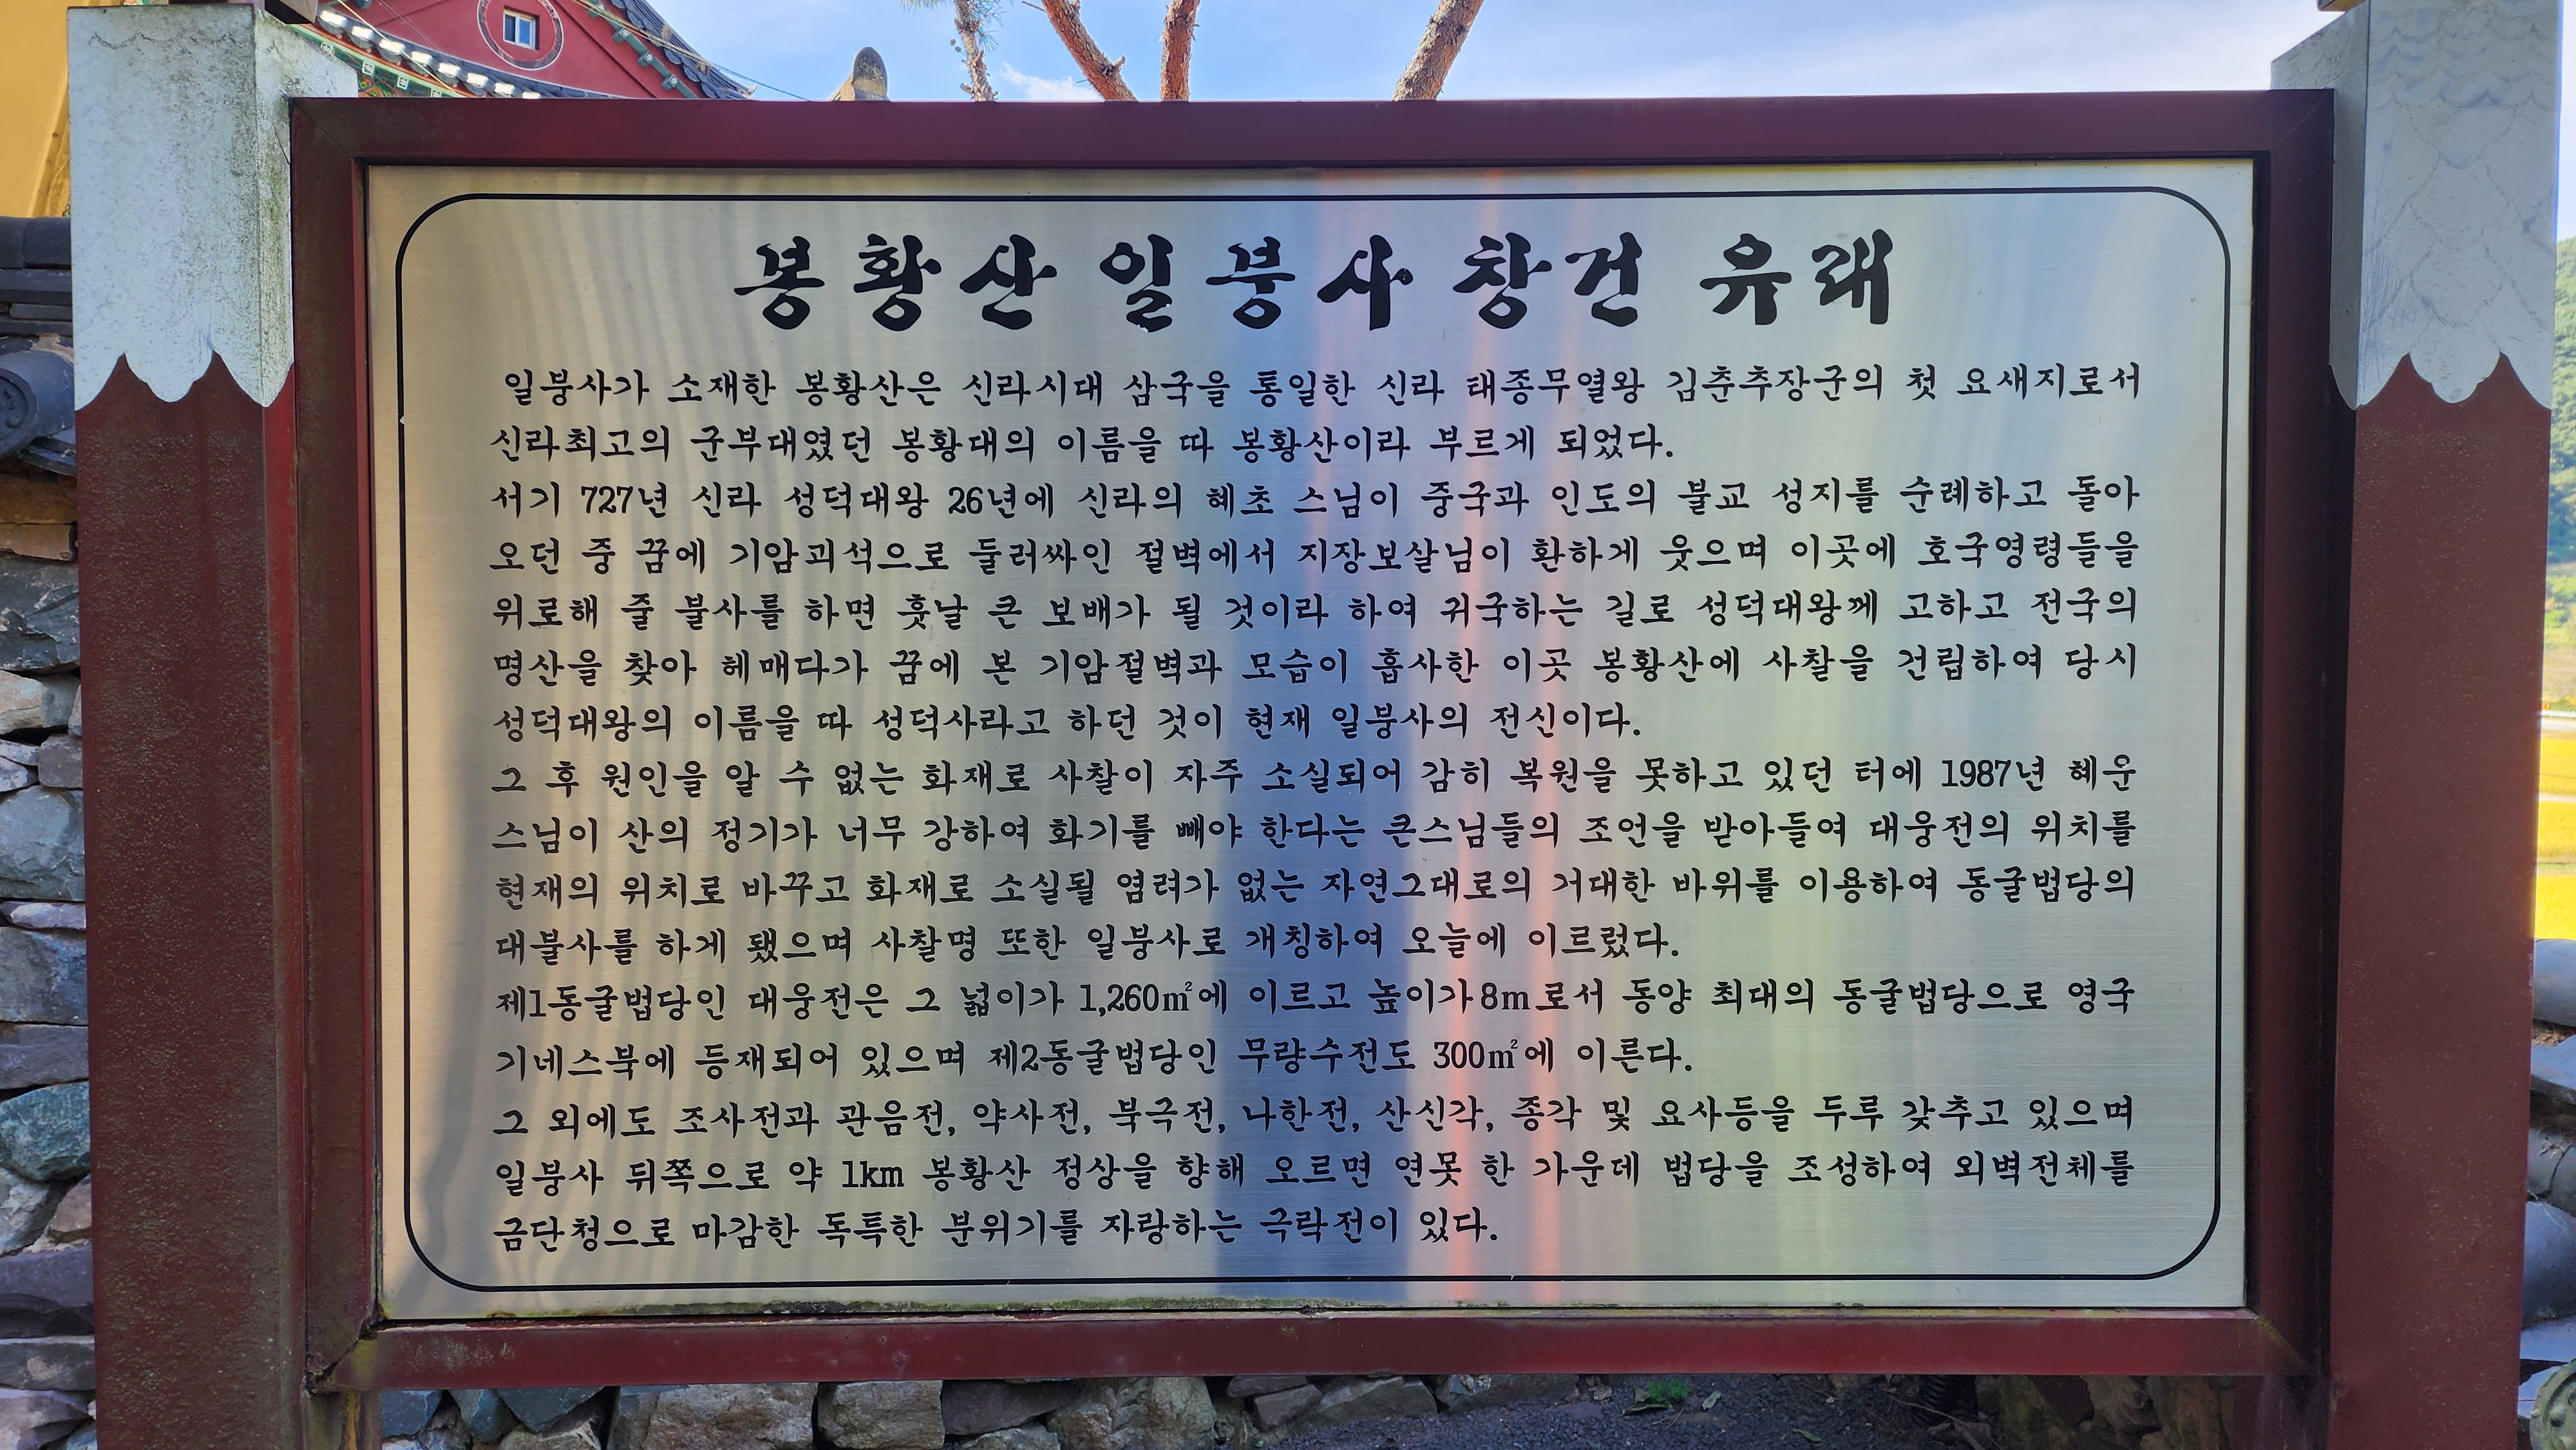 봉황산 일붕사 창건 유래
일붕사가 소재한 봉황산은 신라시대 삼국을 통일한 신라 태종무열왕 김춘추장군의 첫 요새지로서
신라최고의 군부대였던 봉황대의 이름을 따 봉황산이라 부르게 되었다.
서기 727년 신라 성덕대왕 26년에 신라의 혜초 스님이 중국과 인도의 불교 성지를 순례하고 돌아
오던 중 꿈에 기암괴석으로 둘러싸인 절벽에서 지장보살님이 환하게 웃으며 이곳에 호국영령들을
위로해 줄 불사를 하면 훗날 큰 보배가 될 것이라 하여 귀국하는 길로 성덕대왕께 고하고 전국의
명산을 찾아 헤매다가 꿈에 본 기암절벽과 모습이 흡사한 이곳 봉황산에 사찰을 건립하여 당시
성덕대왕의 이름을 따 성덕사라고 하던 것이 현재 일붕사의 전신이다.
그 후 원인을 알 수 없는 화재로 사찰이 자주 소실되어 감히 복원을 못하고 있던 터에 1987년 혜운
스님이 산의 정기가 너무 강하여 화기를 빼야 한다는 큰스님들의 조언을 받아들여 대웅전의 위치를
현재의 위치로 바꾸고 화재로 소실될 염려가 없는 자연그대로의 거대한 바위를 이용하여 동굴법당의
대불사를 하게 됐으며 사찰명 또한 일붕사로 개칭하여 오늘에 이르렀다.
제1동굴법당인 대웅전은 그 넓이가 1,260㎡에 이르고 높이가 8m로서 동양 최대의 동굴법당으로 영국
기네스북에 등재되어 있으며 제2동굴법당인 무량수전도 300㎡에 이른다.
그 외에도 조사전과 관음전, 약사전, 북극전, 나한전, 산신각, 종각 및 요사등을 두루 갖추고 있으며
일붕사 뒤쪽으로 약 1km 봉황산 정상을 향해 오르면 연못 한 가운데 법당을 조성하여 외벽전체를
금단청으로 마감한 독특한 분위기를 자랑하는 극락전이 있다.